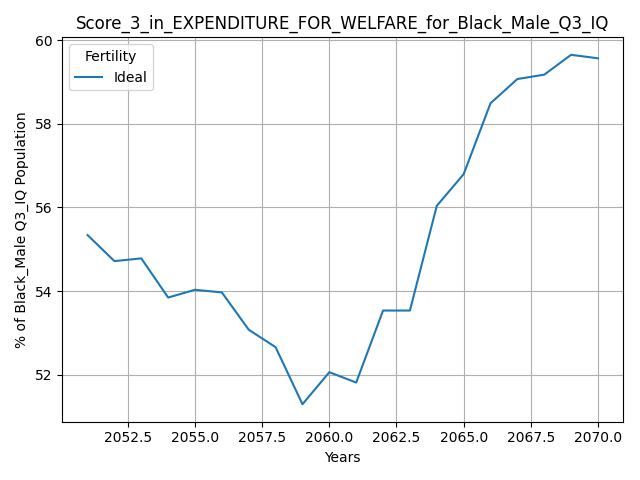 Score_3_in_EXPENDITURE_FOR_WELFARE_for_Black_Male_Q3_IQ
Fertility
Ideal
% of Black_Male Q3_IQ Population
60
58
56
54
52
2052.5 2055.0 2057.5 2060.0 2062.5 2065.0 2067.5 2070.0
Years